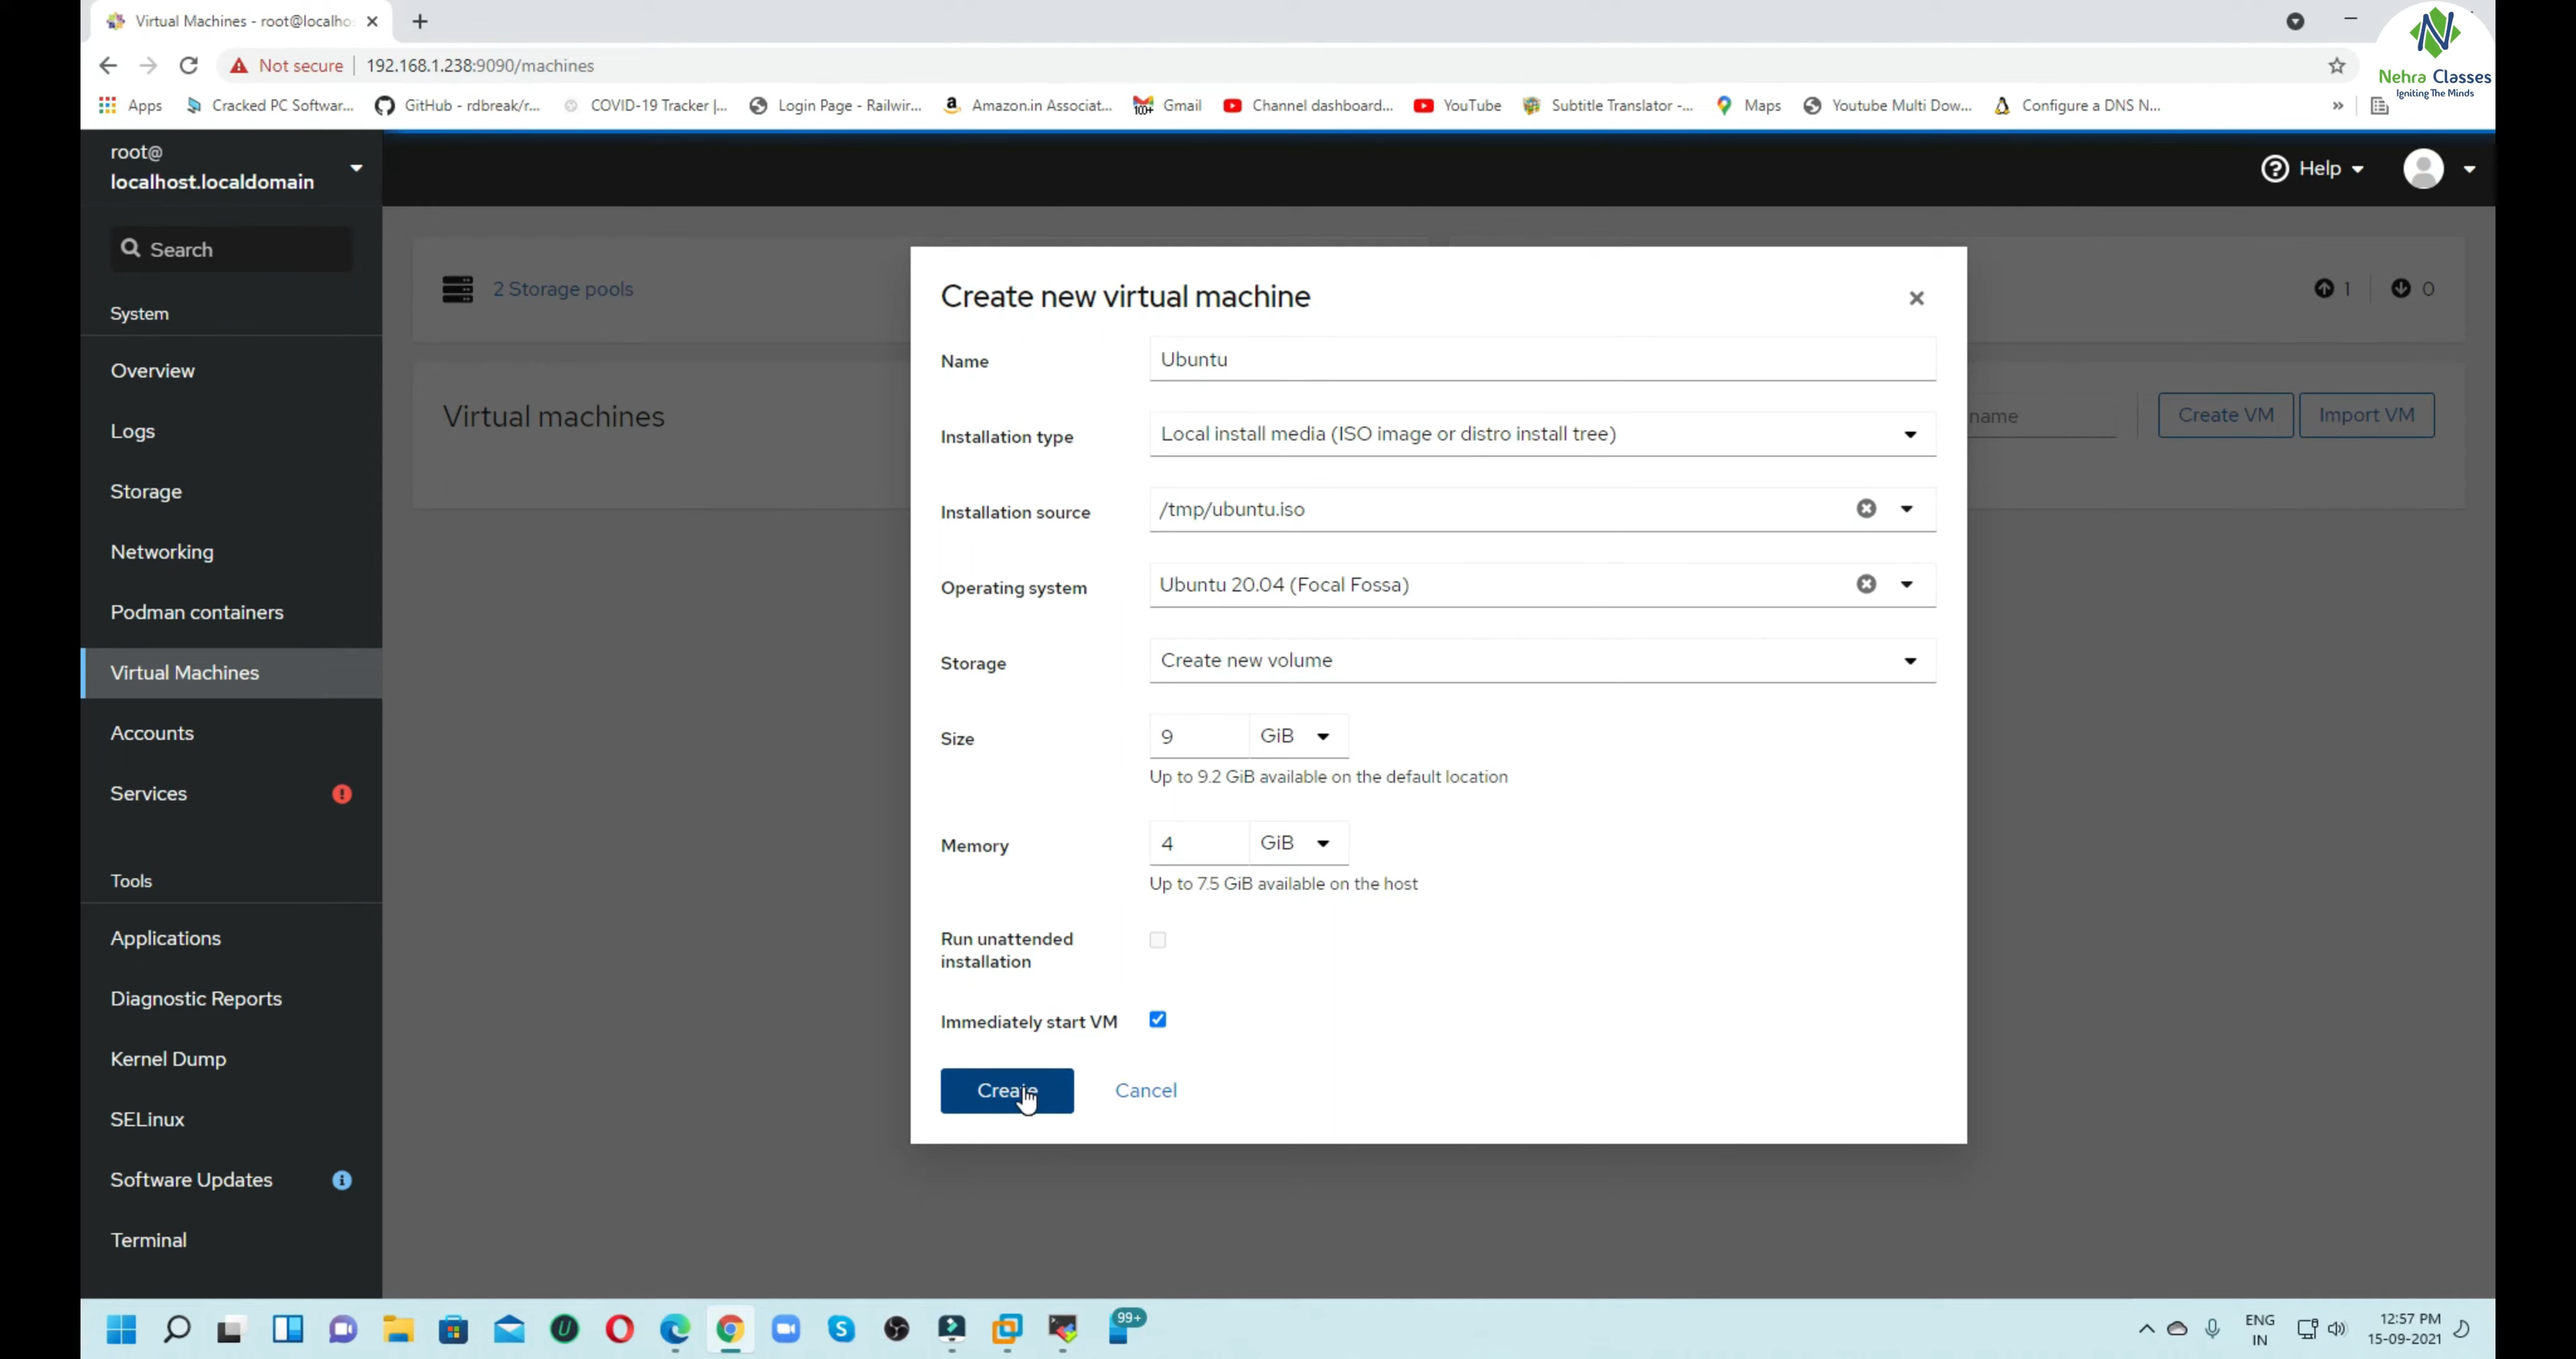 Virtual Machines - root@localho
Nehra Classes
Igniting The Minds
Not secure
192.168.1.238:9090/machines
Apps
Cracked PC Softwar...
GitHub - rdbreak/r...
COVID-19 Tracker |...
Login Page - Railwir...
Amazon.in Associat...
100+
Gmail
Channel dashboard...
YouTube
Subtitle Translator -...
Maps
Youtube Multi Dow...
Configure a DNS N...
»
root@
localhost.localdomain
Help
Search
System
Overview
Logs
Storage
Networking
Podman containers
Virtual Machines
Accounts
Services
Tools
Applications
Diagnostic Reports
Kernel Dump
SELinux
Software Updates
Terminal
2 Storage pools
1
0
Virtual machines
name
Create VM
Import VM
Create new virtual machine
Name
Ubuntu
Installation type
Local install media (ISO image or distro install tree)
Installation source
/tmp/ubuntu.iso
Operating system
Ubuntu 20.04 (Focal Fossa)
Storage
Create new volume
Size
9
GiB
Up to 9.2 GiB available on the default location
Memory
4
GiB
Up to 7.5 GiB available on the host
Run unattended
installation
Immediately start VM
Create
Cancel
99+
ENG
IN
12:57 PM
15-09-2021